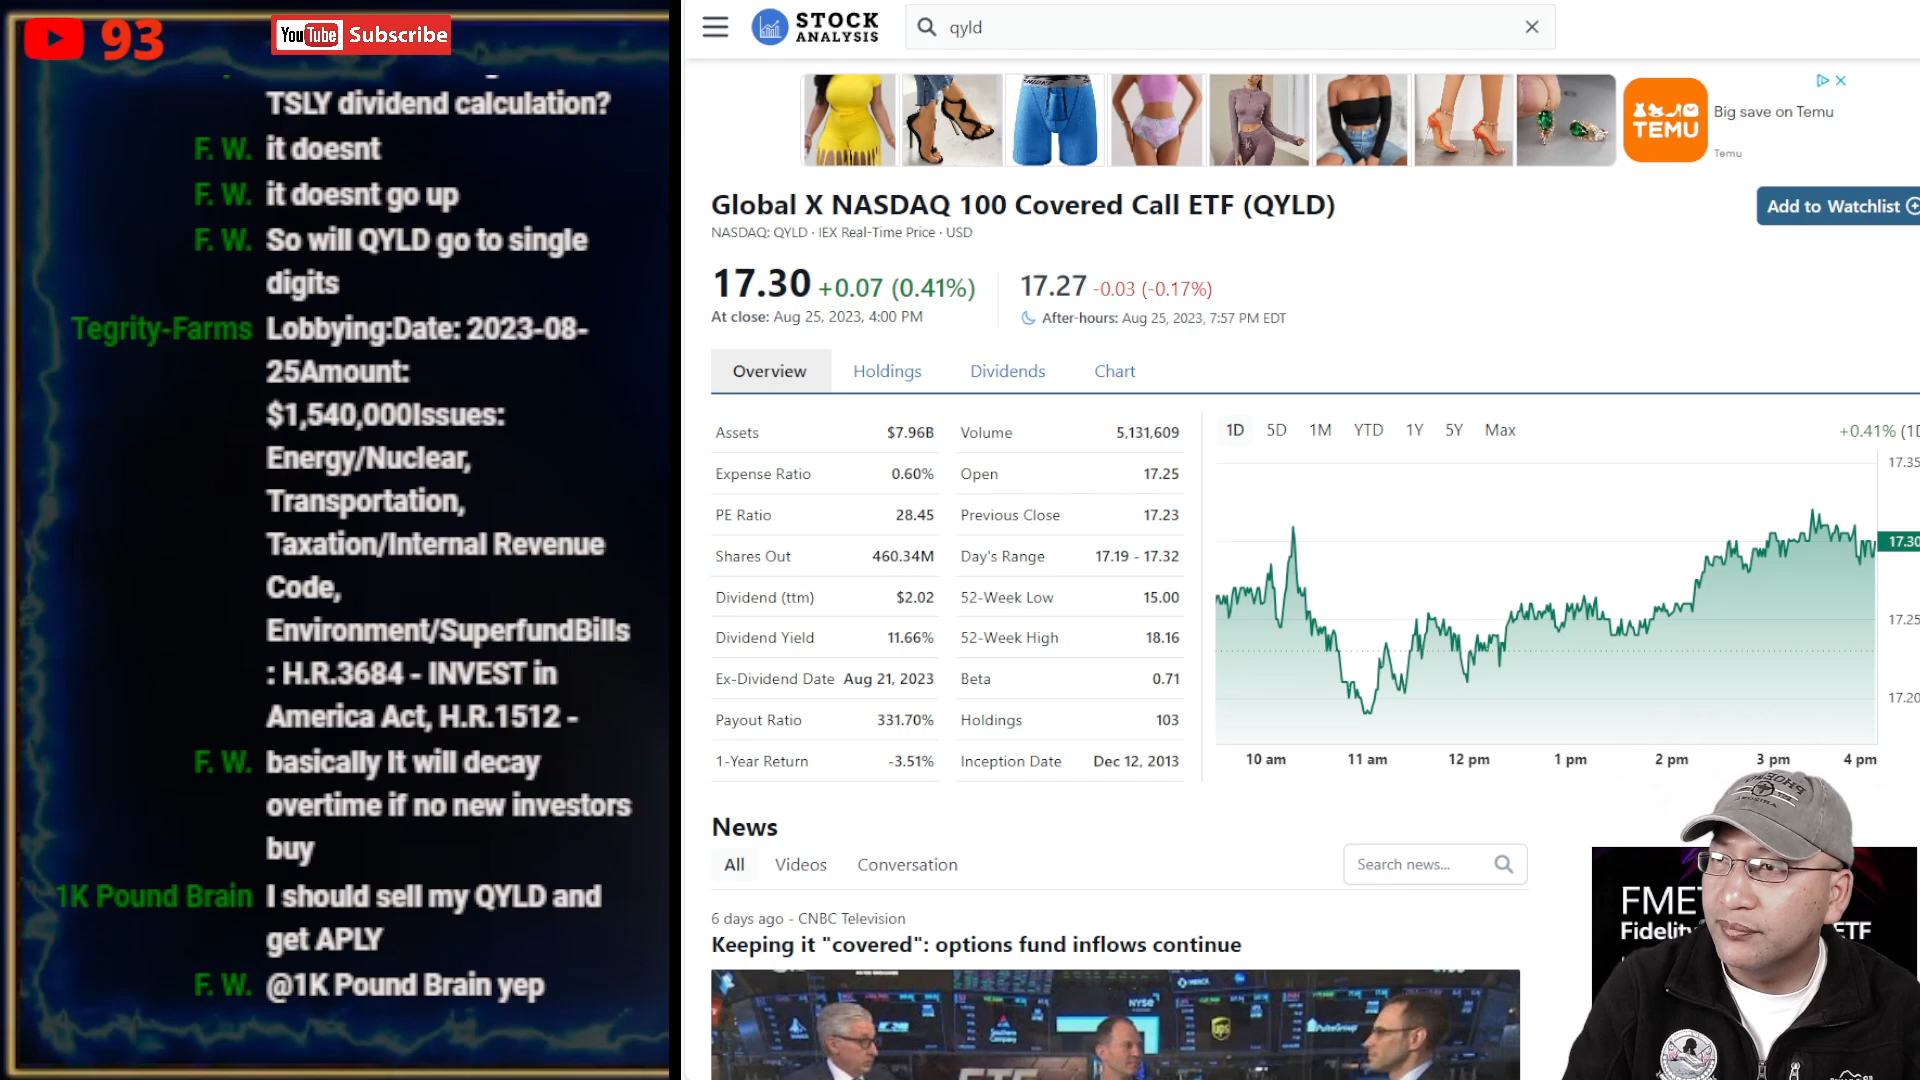 93
YouTube Subscribe
TSLY dividend calculation?
F. W. it doesnt
F. W. it doesnt go up
F. W. So will QYLD go to single
digits
Tegrity-Farms Lobbying:Date: 2023-08-
25Amount:
$1,540,000Issues:
Energy/Nuclear,
Transportation,
Taxation/Internal Revenue
Code,
Environment/SuperfundBills
: H.R.3684 - INVEST in
America Act, H.R.1512 -
F. W. basically It will decay
overtime if no new investors
buy
1K Pound Brain I should sell my QYLD and
get APLY
F. W. @1K Pound Brain yep
STOCK
ANALYSIS
qyld
TEMU
Big save on Temu
Temu
Global X NASDAQ 100 Covered Call ETF (QYLD)
Add to Watchlist
NASDAQ: QYLD · IEX Real-Time Price · USD
17.30 +0.07 (0.41%) 17.27 -0.03 (-0.17%)
At close: Aug 25, 2023, 4:00 PM After-hours: Aug 25, 2023, 7:57 PM EDT
Overview Holdings Dividends Chart
Assets $7.96B Volume 5,131,609
Expense Ratio 0.60% Open 17.25
PE Ratio 28.45 Previous Close 17.23
Shares Out 460.34M Day's Range 17.19 - 17.32
Dividend (ttm) $2.02 52-Week Low 15.00
Dividend Yield 11.66% 52-Week High 18.16
Ex-Dividend Date Aug 21, 2023 Beta 0.71
Payout Ratio 331.70% Holdings 103
1-Year Return -3.51% Inception Date Dec 12, 2013
1D 5D 1M YTD 1Y 5Y Max
+0.41% (1D
17.35
17.30
17.25
17.20
10 am 11 am 12 pm 1 pm 2 pm 3 pm 4 pm
News
All Videos Conversation
Search news...
6 days ago - CNBC Television
Keeping it "covered": options fund inflows continue
MERCK
NYSE
ups
PulteGroup
Southern Company
FMET
Fidelity ETF
PHOENIX
ARIZONA